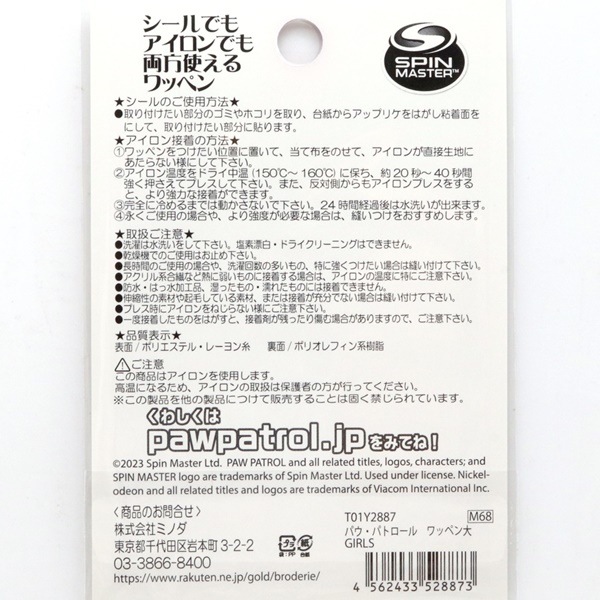 シールでも
アイロンでも
両方使える
ワッペン
SPIN
MASTER™
★シールのご使用方法★
●取り付けたい部分のゴミやホコリを取り、台紙からアップリケをはがし粘着面を
にして、取り付けたい部分に貼ります。
★アイロン接着の方法★
①ワッペンをつけたい位置に置いて、当て布をのせて、アイロンが直接生地に
あたらない様にして下さい。
②アイロン温度をドライ中温（150℃～160℃）に保ち、約20秒～40秒間
強く押さえてプレスして下さい。また、反対側からもアイロンプレスをする
と、より強力な接着ができます。
③完全に冷めるまでは動かさないで下さい。24時間経過後は水洗いが出来ます。
④永くご使用の場合や、より強度が必要な場合は、縫いつけをおすすめします。
★取扱ご注意★
●洗濯は水洗いをして下さい。塩素漂白・ドライクリーニングはできません。
●乾燥機でのご使用はお止め下さい。
●長時間のご使用の場合や、洗濯回数の多いもの、特に強くつけたい場合は縫い付けて下さい。
●アクリル系合繊など熱に弱いものにする場合は、アイロンの温度に特にご注意下さい。
●防水・はっ水加工品、湿ったもの・濡れたものには接着できません。
●伸縮性の素材や起毛している素材、または接着が充分でない場合は縫い付けて下さい。
●プレス時にアイロンをねじらない様にして下さい。
●一度接着したものをはがすと、接着剤が残ったり傷む場合がありますので、ご注意下さい。
★品質表示★
表面/ポリエステル・レーヨン糸 裏面/ポリオレフィン系樹脂
⚠ご注意
この商品はアイロンを使用します。
高温になるため、アイロンの取扱は保護者の方が行ってください。
※この製品を他の製品につけて販売することは固く禁じられています。
くわしくは
pawpatrol.jpをみてね！
©2023 Spin Master Ltd. PAW PATROL and all related titles, logos, characters; and
SPIN MASTER logo are trademarks of Spin Master Ltd. Used under license. Nickel-
odeon and all related titles and logos are trademarks of Viacom International Inc.
〈商品のお問合せ〉
株式会社ミノダ
東京都千代田区岩本町3-2-2
03-3866-8400
https://www.rakuten.ne.jp/gold/broderie/
T01Y2887 M68
パウ・パトロール ワッペン大
GIRLS
プラ
袋：PP
紙
台紙
4 562433 528873